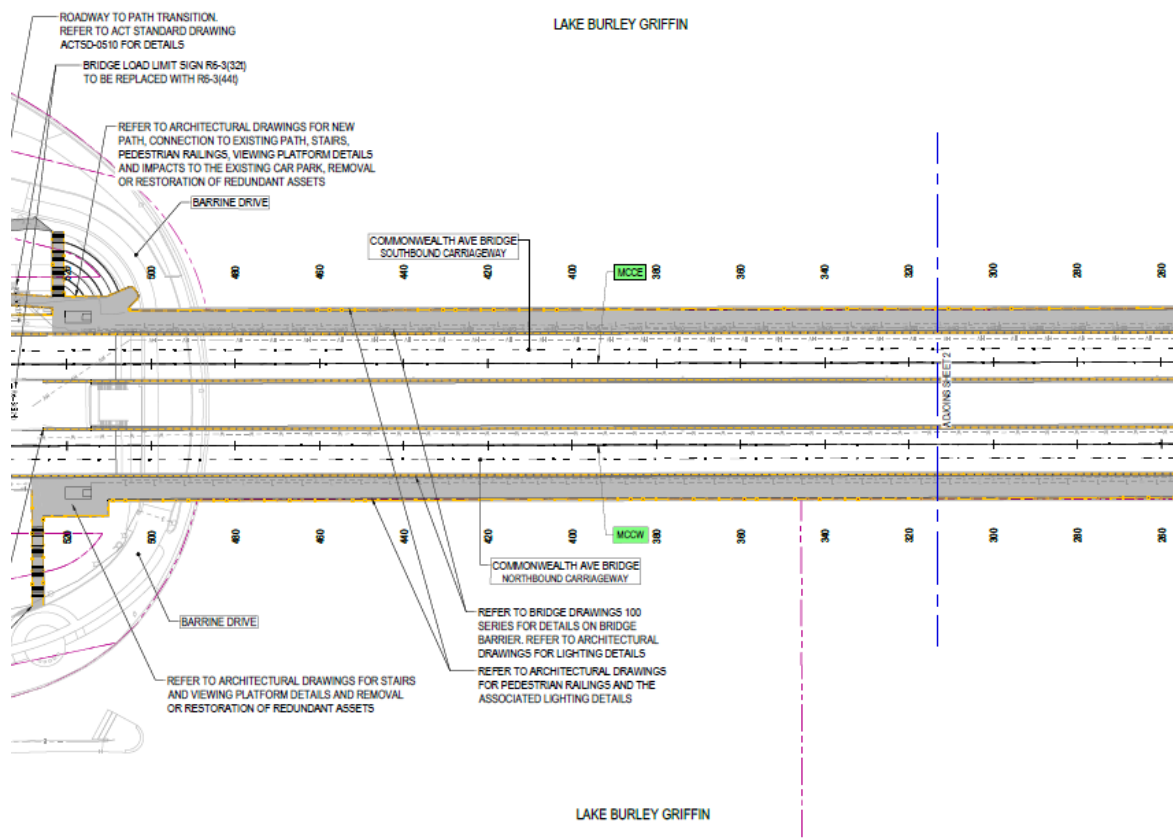 ROADWAY TO PATH TRANSITION.
REFER TO ACT STANDARD DRAWING
ACTSD-0510 FOR DETAILS
LAKE BURLEY GRIFFIN
BRIDGE LOAD LIMIT SIGN R6-3(32t)
TO BE REPLACED WITH R6-3(44t)
REFER TO ARCHITECTURAL DRAWINGS FOR NEW
PATH, CONNECTION TO EXISTING PATH, STAIRS,
PEDESTRIAN RAILINGS, VIEWING PLATFORM DETAILS
AND IMPACTS TO THE EXISTING CAR PARK, REMOVAL
OR RESTORATION OF REDUNDANT ASSETS
BARRINE DRIVE
COMMONWEALTH AVE BRIDGE
SOUTHBOUND CARRIAGEWAY
MCCE
520 500 480 460 440 420 400 380 360 340 320 300 280 260
ADJOINS SHEET 2
520 500 480 460 440 420 400 380 360 340 320 300 280 260
MCCW
COMMONWEALTH AVE BRIDGE
NORTHBOUND CARRIAGEWAY
BARRINE DRIVE
REFER TO BRIDGE DRAWINGS 100
SERIES FOR DETAILS ON BRIDGE
BARRIER. REFER TO ARCHITECTURAL
DRAWINGS FOR LIGHTING DETAILS
REFER TO ARCHITECTURAL DRAWINGS
FOR PEDESTRIAN RAILINGS AND THE
ASSOCIATED LIGHTING DETAILS
REFER TO ARCHITECTURAL DRAWINGS FOR STAIRS
AND VIEWING PLATFORM DETAILS AND REMOVAL
OR RESTORATION OF REDUNDANT ASSETS
LAKE BURLEY GRIFFIN